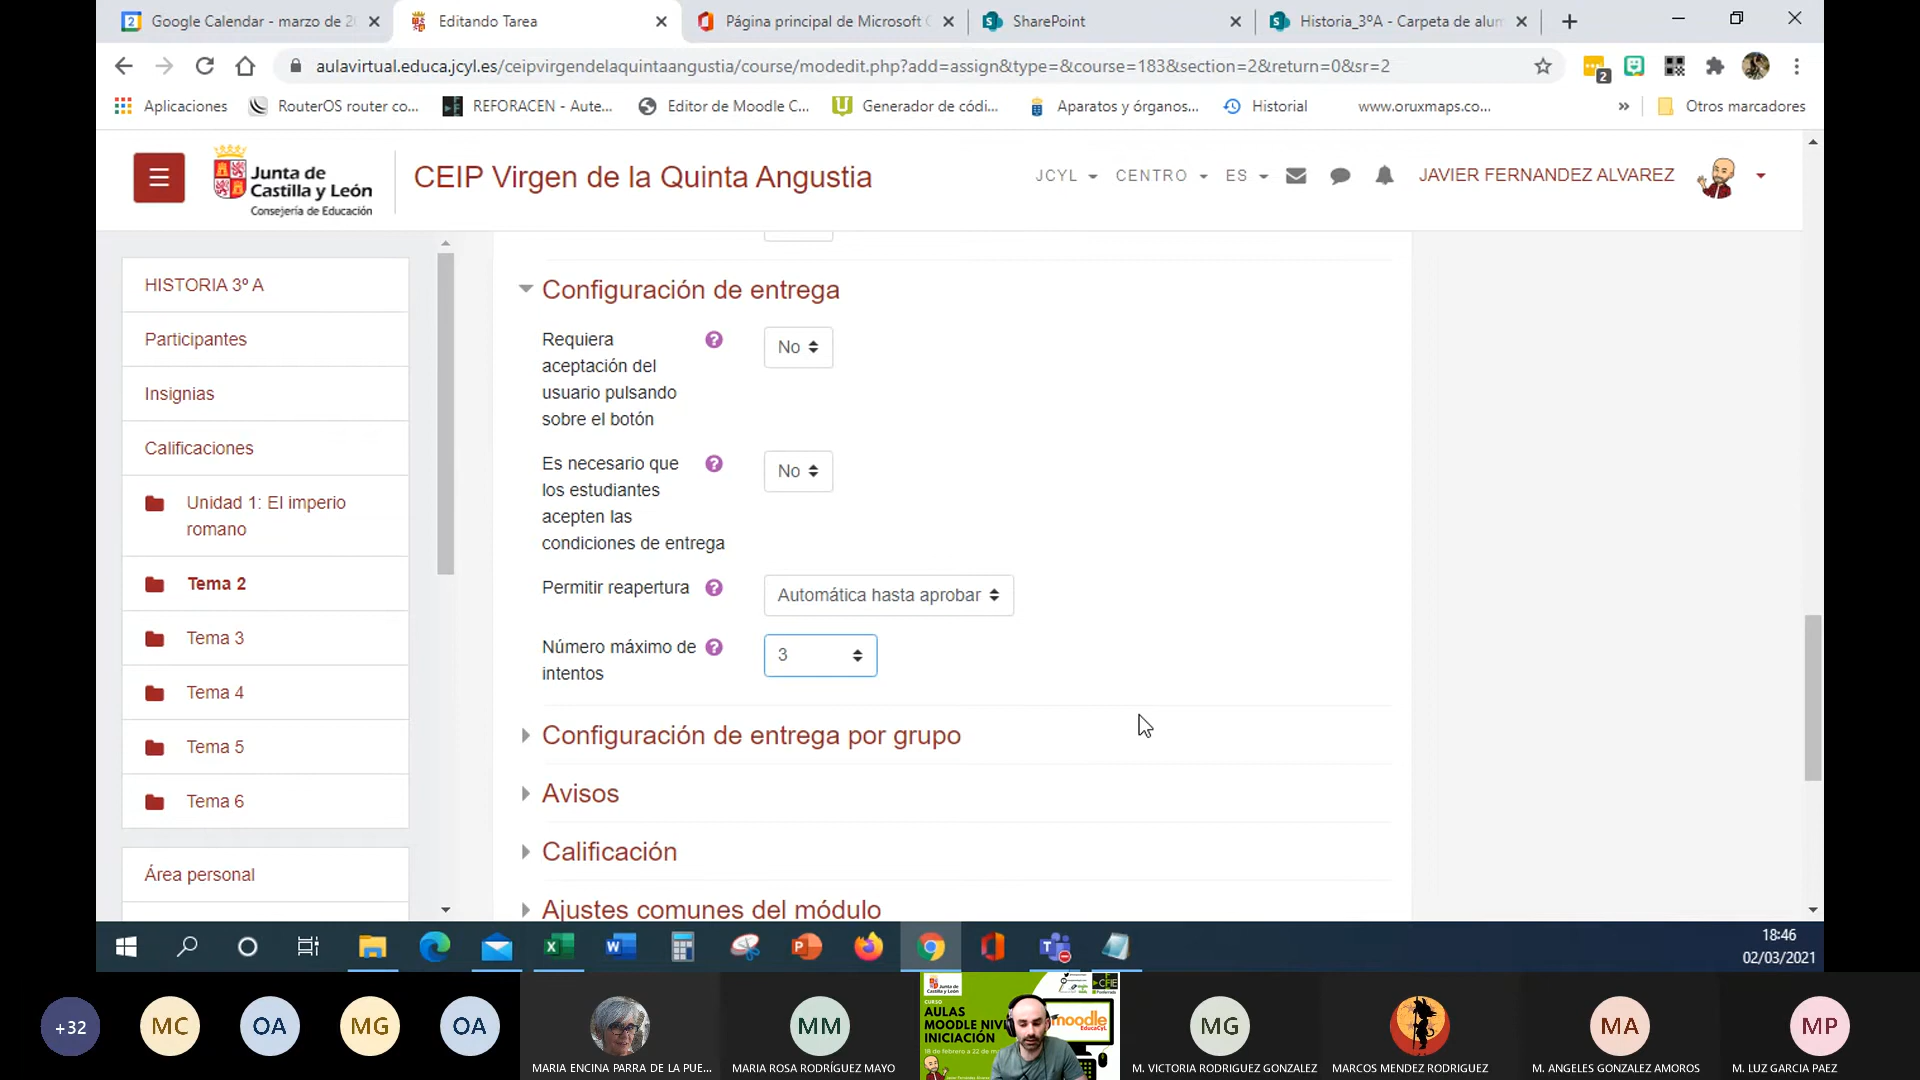 Google Calendar - marzo de 2
Editando Tarea
Página principal de Microsoft
SharePoint
Historia_3ºA - Carpeta de alum
aulavirtual.educa.jcyl.es/ceipvirgendelaquintaangustia/course/modedit.php?add=assign&type=&course=183&section=2&return=0&sr=2
2
Aplicaciones
RouterOS router co...
REFORACEN - Aute...
Editor de Moodle C...
Generador de códi...
Aparatos y órganos...
Historial
www.oruxmaps.co...
»
Otros marcadores
Junta de
Castilla y León
Consejería de Educación
CEIP Virgen de la Quinta Angustia
JCYL
CENTRO
ES
JAVIER FERNANDEZ ALVAREZ
HISTORIA 3º A
Participantes
Insignias
Calificaciones
Unidad 1: El imperio
romano
Tema 2
Tema 3
Tema 4
Tema 5
Tema 6
Área personal
Configuración de entrega
Requiera
aceptación del
usuario pulsando
sobre el botón
No
Es necesario que
los estudiantes
acepten las
condiciones de entrega
No
Permitir reapertura
Automática hasta aprobar
Número máximo de
intentos
3
Configuración de entrega por grupo
Avisos
Calificación
Ajustes comunes del módulo
18:46
02/03/2021
+32
MC
OA
MG
OA
MARIA ENCINA PARRA DE LA PUE...
MM
MARIA ROSA RODRÍGUEZ MAYO
Junta de
Castilla y León
CFIE
CURSO
AULAS
MOODLE NIV
INICIACIÓN
moodle
EducaCyL
MG
M. VICTORIA RODRIGUEZ GONZALEZ
MARCOS MENDEZ RODRIGUEZ
MA
M. ANGELES GONZALEZ AMOROS
MP
M. LUZ GARCIA PAEZ